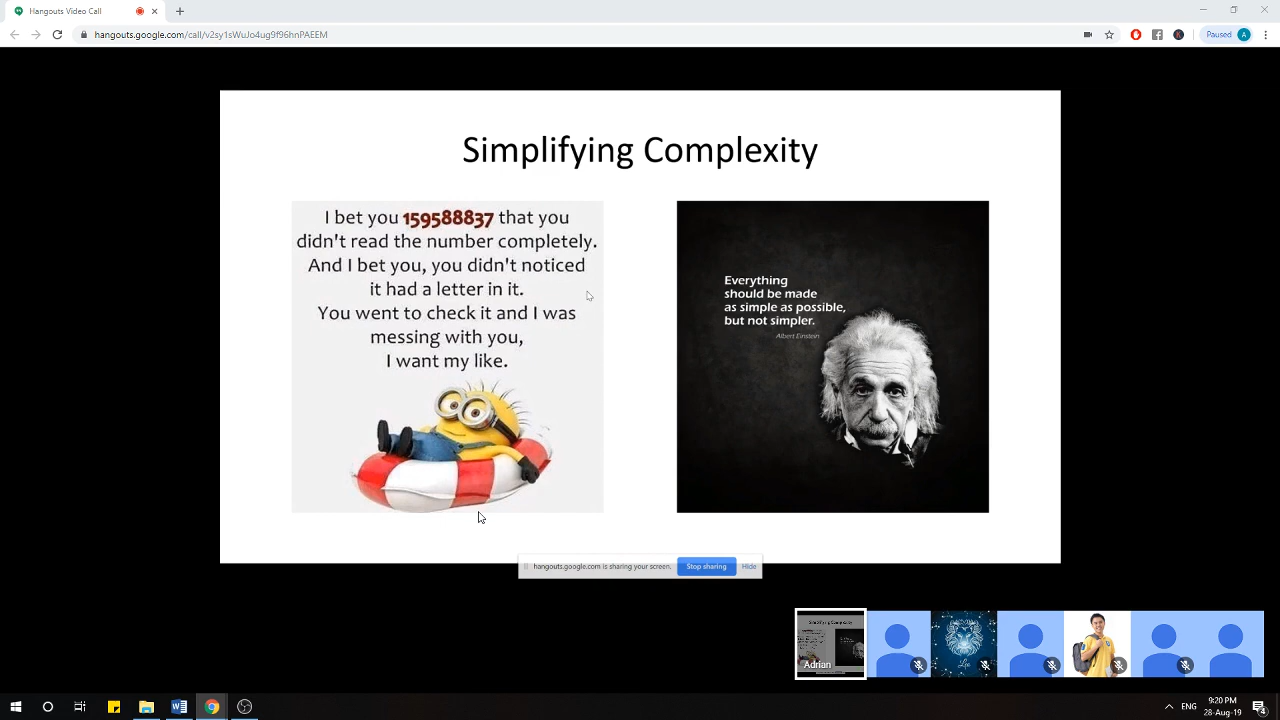 Hangouts Video Call
hangouts.google.com/call/v2sy1sWuJo4ug9f96hnPAEEM
Paused
A
Simplifying Complexity
I bet you 159588837 that you
didn't read the number completely.
And I bet you, you didn't noticed
it had a letter in it.
You went to check it and I was
messing with you,
I want my like.
Everything
should be made
as simple as possible,
but not simpler.
Albert Einstein
hangouts.google.com is sharing your screen.
Stop sharing
Hide
Simplifying Complexity
Adrian
9:20 PM
ENG
28-Aug-19